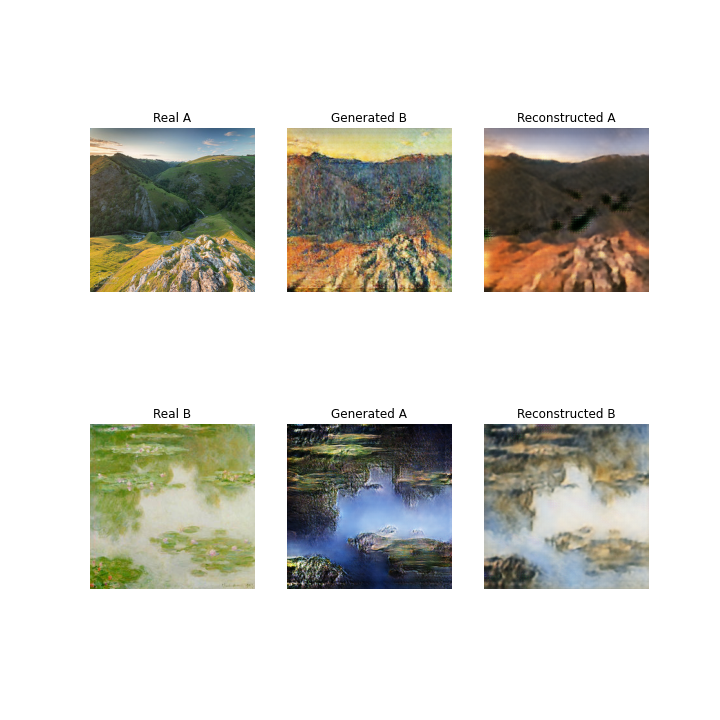 Real A
Generated B
Reconstructed A
Real B
Generated A
Reconstructed B